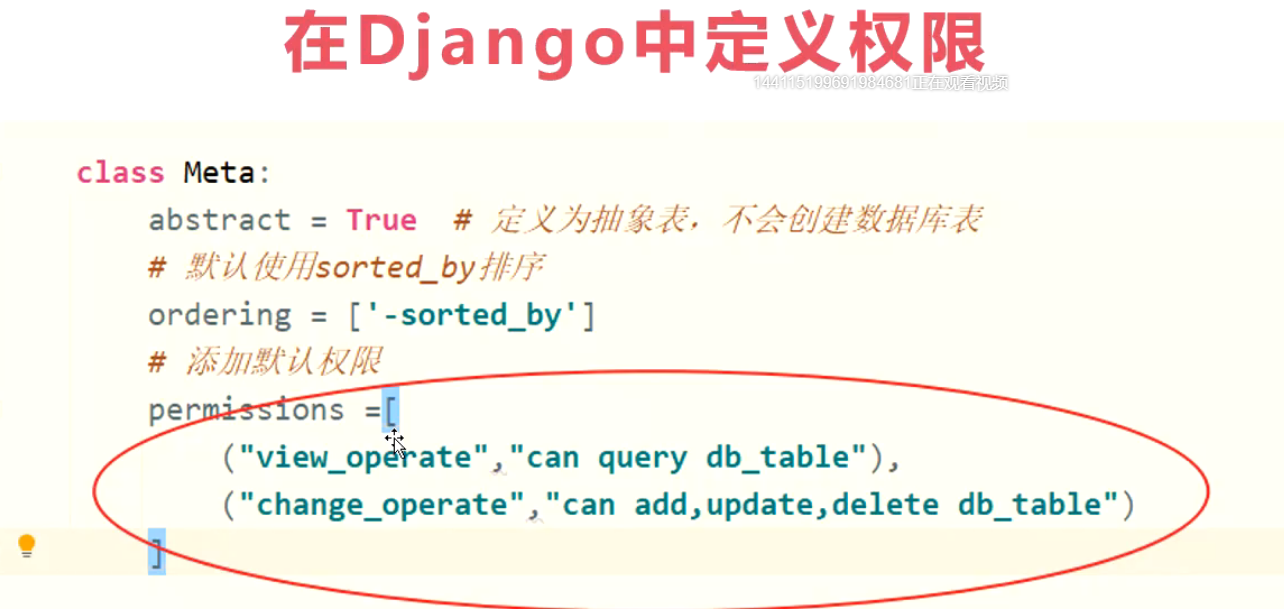 在Django中定义权限
144115199691984681正在观看视频
class Meta:
    abstract = True  # 定义为抽象表，不会创建数据库表
    # 默认使用sorted_by排序
    ordering = ['-sorted_by']
    # 添加默认权限
    permissions =[
        ("view_operate","can query db_table"),
        ("change_operate","can add,update,delete db_table")
    ]